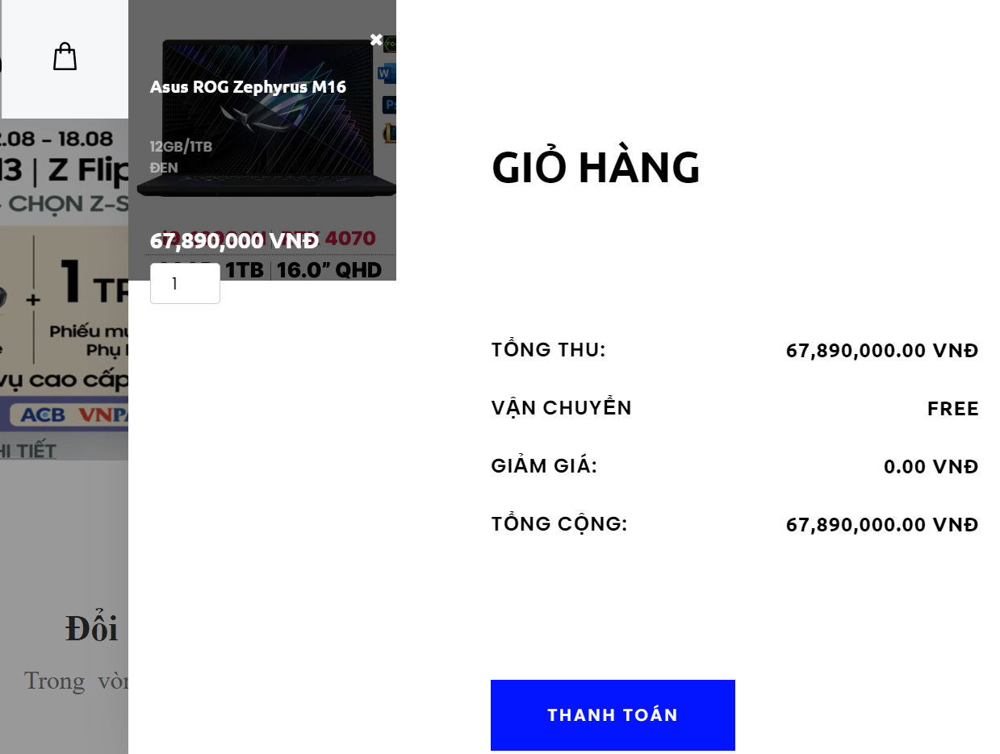 .08 – 18.08
3 | Z Flip
CHỌN Z-S
+ 1 TR
Phiếu mu
Phụ
vụ cao cấp
ACB VNPA
HI TIẾT
Đổi
Trong vòn
Asus ROG Zephyrus M16
12GB/1TB
ĐEN
67,890,000 VNĐ
4070
1TB | 16.0” QHD
1
GIỎ HÀNG
TỔNG THU: 67,890,000.00 VNĐ
VẬN CHUYỂN FREE
GIẢM GIÁ: 0.00 VNĐ
TỔNG CỘNG: 67,890,000.00 VNĐ
THANH TOÁN